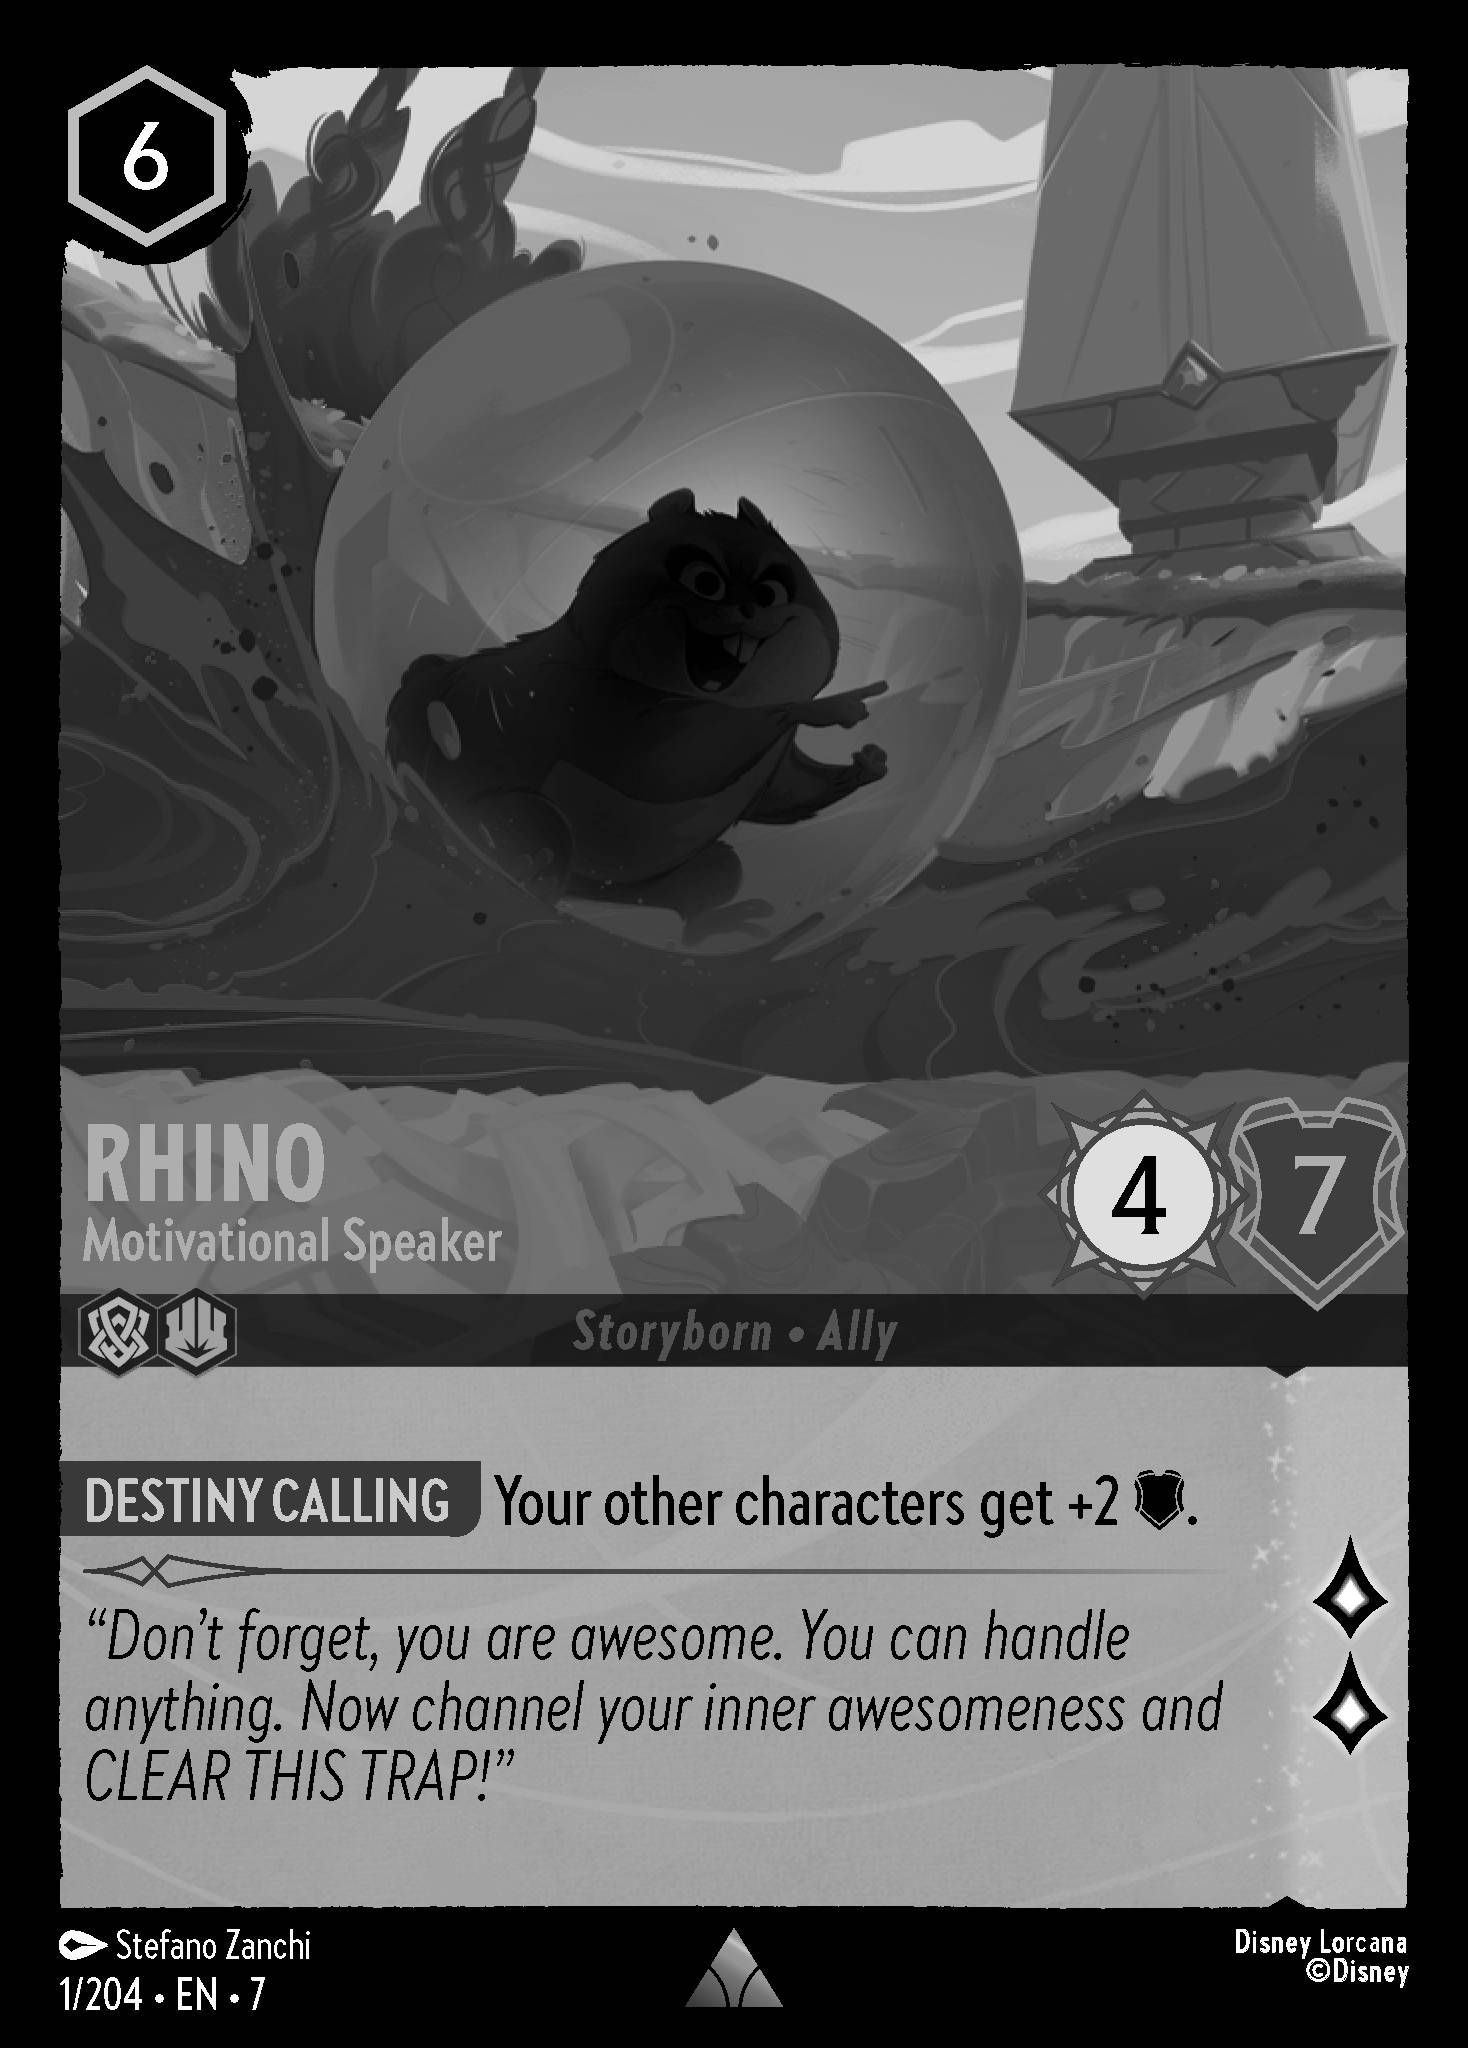 6
RHINO
Motivational Speaker
4
7
Storyborn • Ally
DESTINY CALLING Your other characters get +2 .
“Don’t forget, you are awesome. You can handle
anything. Now channel your inner awesomeness and
CLEAR THIS TRAP!”
Stefano Zanchi
1/204 • EN • 7
Disney Lorcana
©Disney